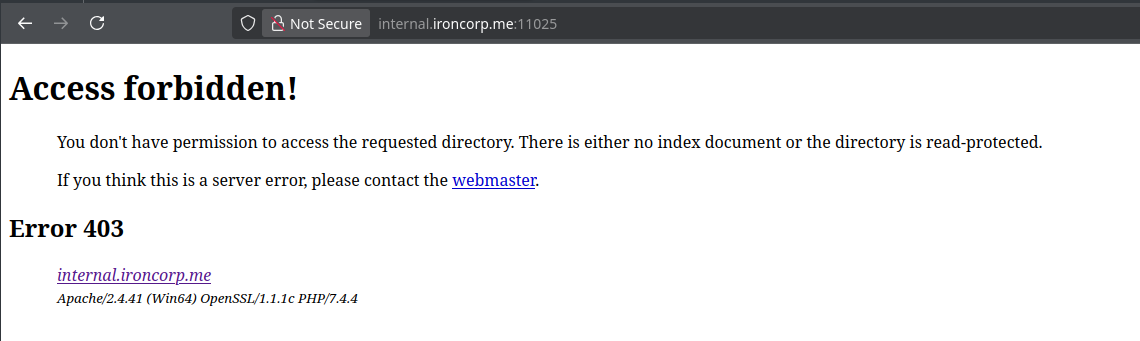 Not Secure internal.ironcorp.me:11025
Access forbidden!
You don't have permission to access the requested directory. There is either no index document or the directory is read-protected.
If you think this is a server error, please contact the webmaster.
Error 403
internal.ironcorp.me
Apache/2.4.41 (Win64) OpenSSL/1.1.1c PHP/7.4.4